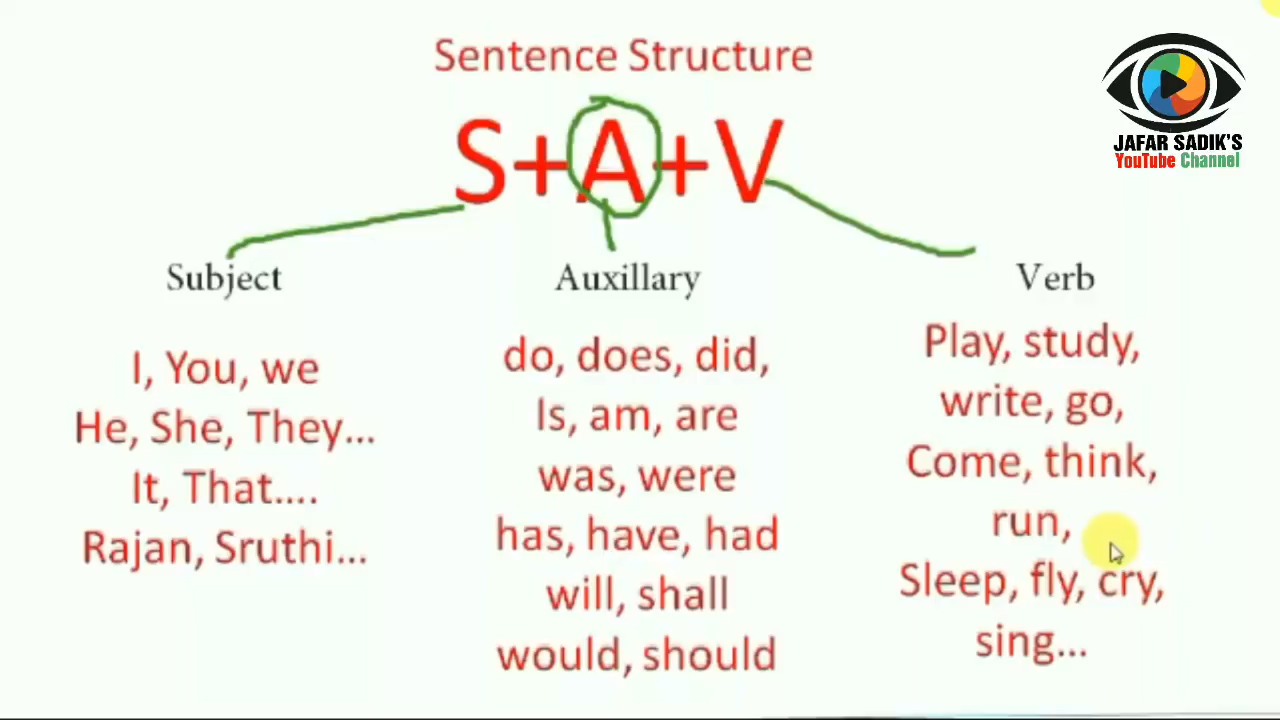 Sentence Structure
S+A+V
JAFAR SADIK'S
YouTube Channel
Subject
I, You, we
He, She, They...
It, That....
Rajan, Sruthi...
Auxillary
do, does, did,
Is, am, are
was, were
has, have, had
will, shall
would, should
Verb
Play, study,
write, go,
Come, think,
run,
Sleep, fly, cry,
sing...